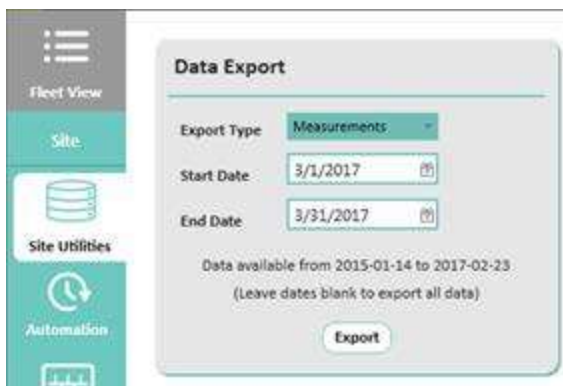 Fleet View
Site
Site Utilities
Automation
Data Export
Export Type Measurements
Start Date 3/1/2017
End Date 3/31/2017
Data available from 2015-01-14 to 2017-02-23
(Leave dates blank to export all data)
Export